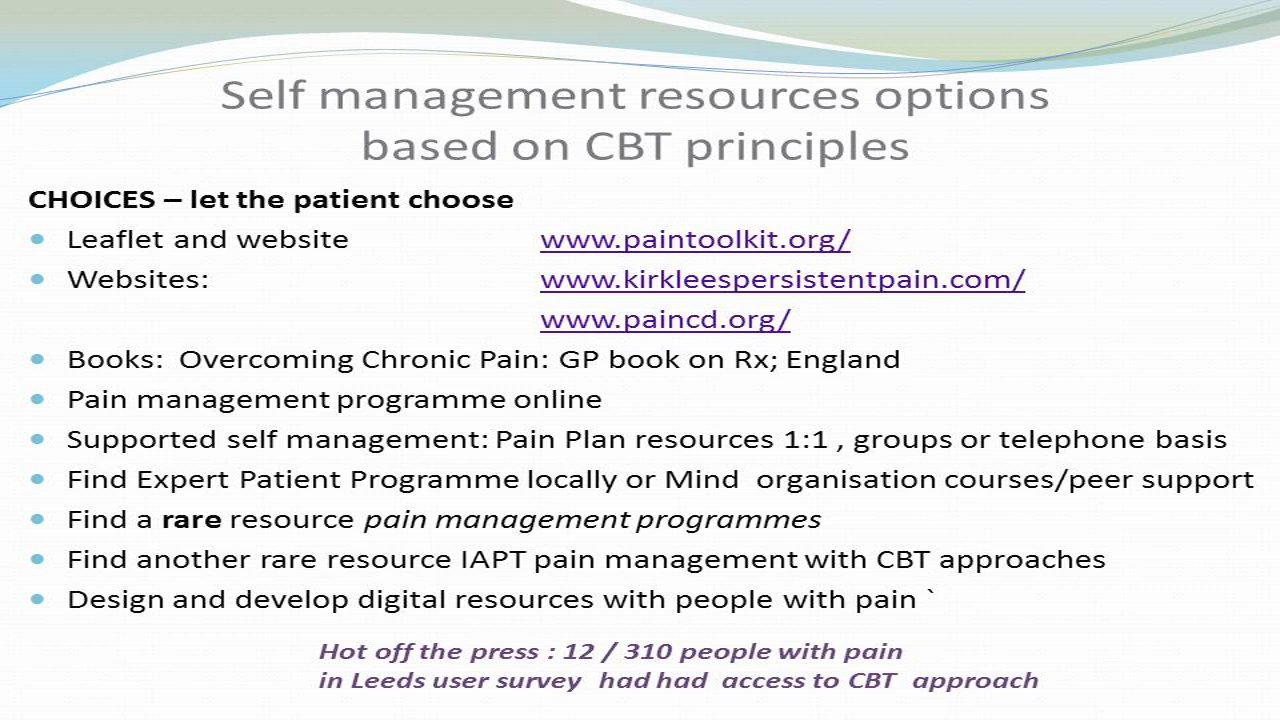 Self management resources options
based on CBT principles
CHOICES – let the patient choose
• Leaflet and website www.paintoolkit.org/
• Websites: www.kirkleespersistentpain.com/
www.paincd.org/
• Books: Overcoming Chronic Pain: GP book on Rx; England
• Pain management programme online
• Supported self management: Pain Plan resources 1:1 , groups or telephone basis
• Find Expert Patient Programme locally or Mind organisation courses/peer support
• Find a rare resource pain management programmes
• Find another rare resource IAPT pain management with CBT approaches
• Design and develop digital resources with people with pain `
Hot off the press : 12 / 310 people with pain
in Leeds user survey had had access to CBT approach